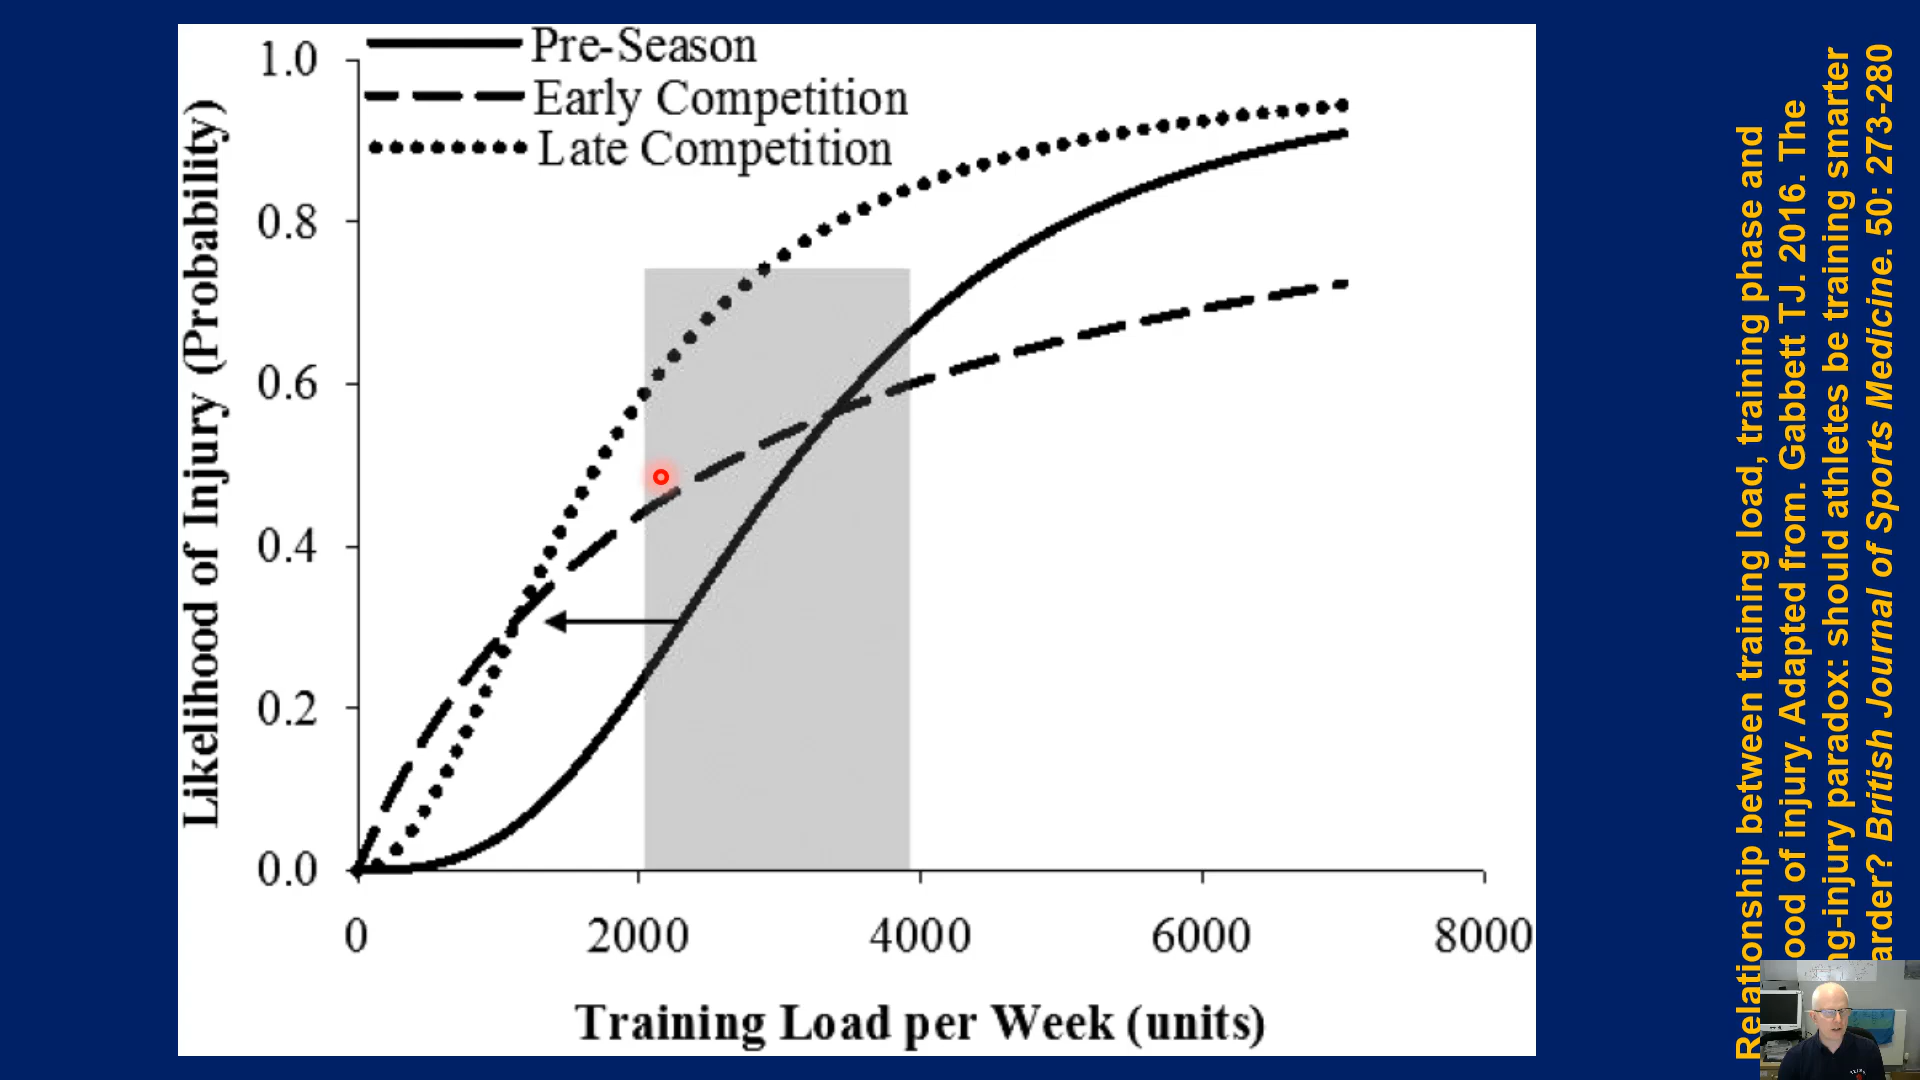 Pre-Season
Early Competition
Late Competition
Likelihood of Injury (Probability)
1.0
0.8
0.6
0.4
0.2
0.0
0
2000
4000
6000
8000
Training Load per Week (units)
Relationship between training load, training phase and
ood of injury. Adapted from. Gabbett TJ. 2016. The
ng-injury paradox: should athletes be training smarter
arder? British Journal of Sports Medicine. 50: 273-280